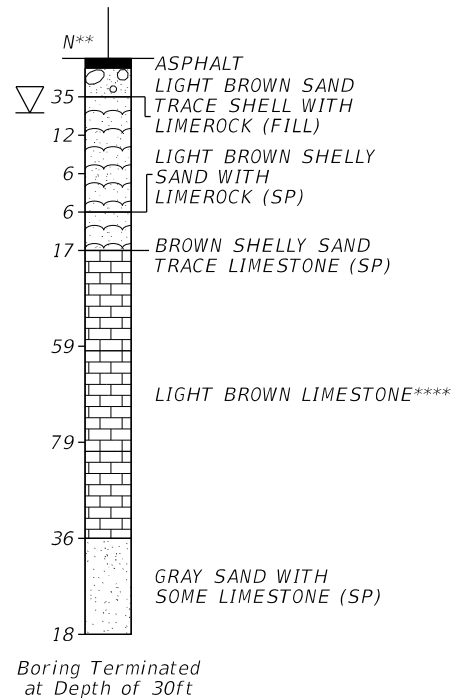 N**
ASPHALT
LIGHT BROWN SAND
TRACE SHELL WITH
LIMEROCK (FILL)
35
12
LIGHT BROWN SHELLY
SAND WITH
LIMEROCK (SP)
6
6
17
BROWN SHELLY SAND
TRACE LIMESTONE (SP)
59
LIGHT BROWN LIMESTONE****
79
36
GRAY SAND WITH
SOME LIMESTONE (SP)
18
Boring Terminated
at Depth of 30ft